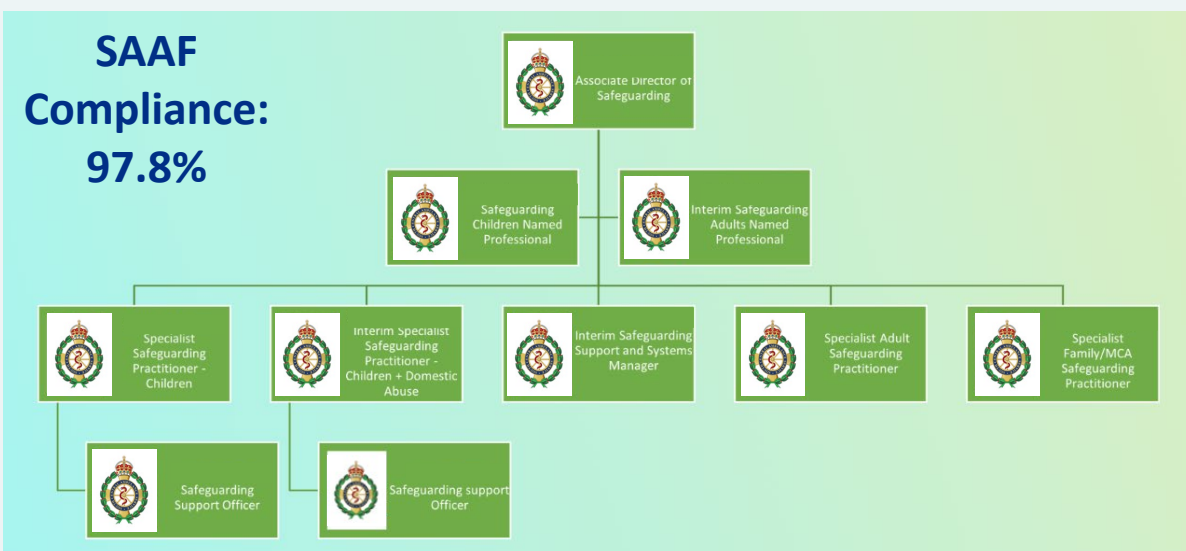 SAAF
Compliance:
97.8%
Associate Director of
Safeguarding
Safeguarding
Children Named
Professional
Interim Safeguarding
Adults Named
Professional
Specialist
Safeguarding
Practitioner -
Children
Interim Specialist
Safeguarding
Practitioner -
Children + Domestic
Abuse
Interim Safeguarding
Support and Systems
Manager
Specialist Adult
Safeguarding
Practitioner
Specialist
Family/MCA
Safeguarding
Practitioner
Safeguarding
Support Officer
Safeguarding support
Officer